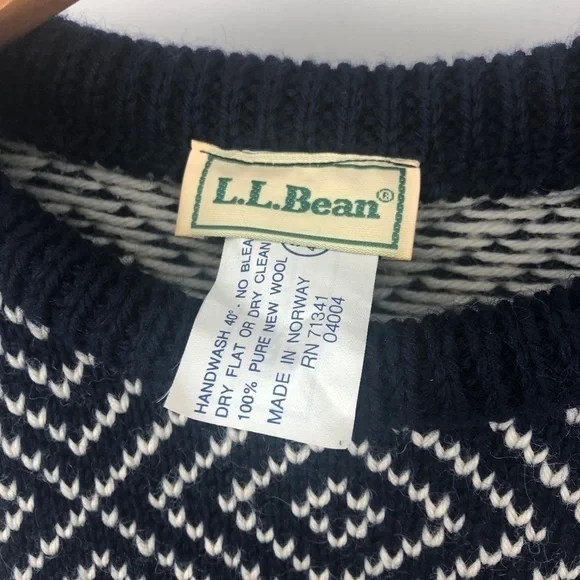 L.L.Bean®
HANDWASH 40° · NO BLEA
DRY FLAT OR DRY CLEAN
100% PURE NEW WOOL
MADE IN NORWAY
RN 71341
04004